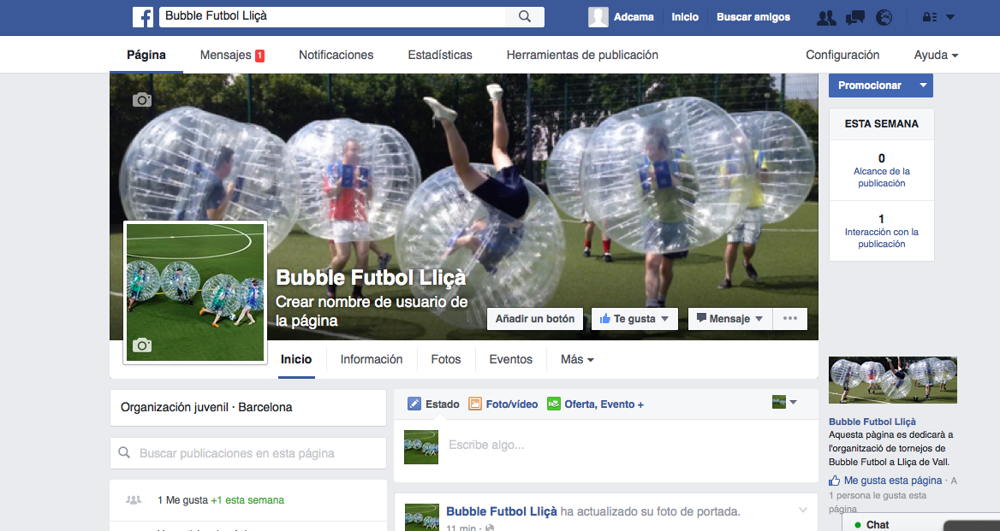 Bubble Futbol Lliçà
Adcama
Inicio
Buscar amigos
Página
Mensajes 1
Notificaciones
Estadísticas
Herramientas de publicación
Configuración
Ayuda
Promocionar
ESTA SEMANA
0
Alcance de la
publicación
1
Interacción con la
publicación
Bubble Futbol Lliçà
Crear nombre de usuario de
la página
Añadir un botón
Te gusta
Mensaje
Inicio
Información
Fotos
Eventos
Más
Organización juvenil · Barcelona
Buscar publicaciones en esta página
1 Me gusta +1 esta semana
Estado
Foto/vídeo
Oferta, Evento +
Escribe algo...
Bubble Futbol Lliçà ha actualizado su foto de portada.
11 min ·
Bubble Futbol Lliçà
Aquesta pàgina es dedicarà a
l'organització de tornejos de
Bubble Futbol a Lliça de Vall.
Me gusta esta página · A
1 persona le gusta esta
página
Chat